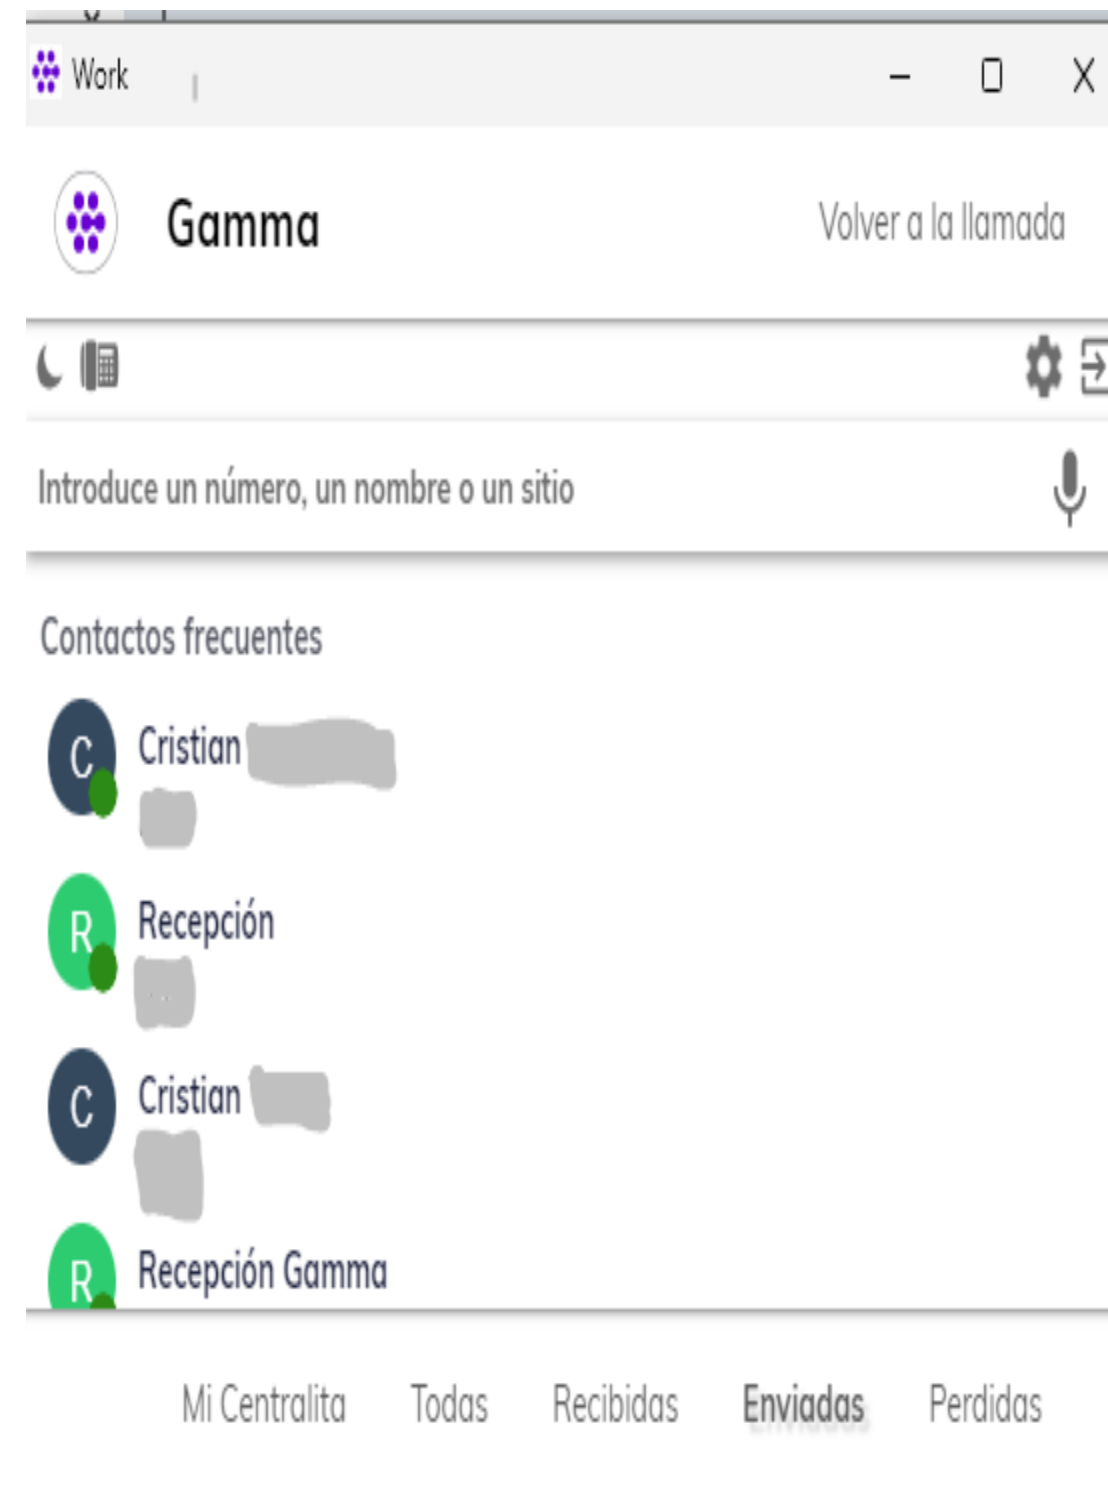 Work
Gamma
Volver a la llamada
Introduce un número, un nombre o un sitio
Contactos frecuentes
C
Cristian
R
Recepción
C
Cristian
R
Recepción Gamma
Mi Centralita
Todas
Recibidas
Enviadas
Perdidas